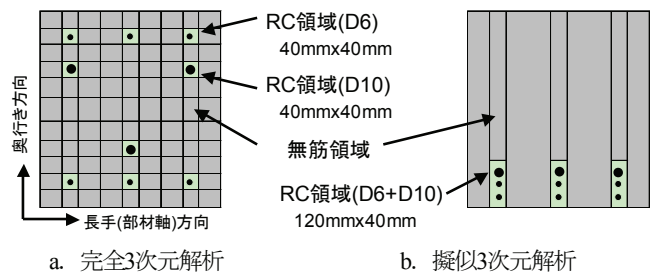 RC領域(D6)
40mmx40mm
RC領域(D10)
40mmx40mm
無筋領域
RC領域(D6+D10)
120mmx40mm
奥行き方向
長手(部材軸)方向
a. 完全3次元解析
b. 擬似3次元解析